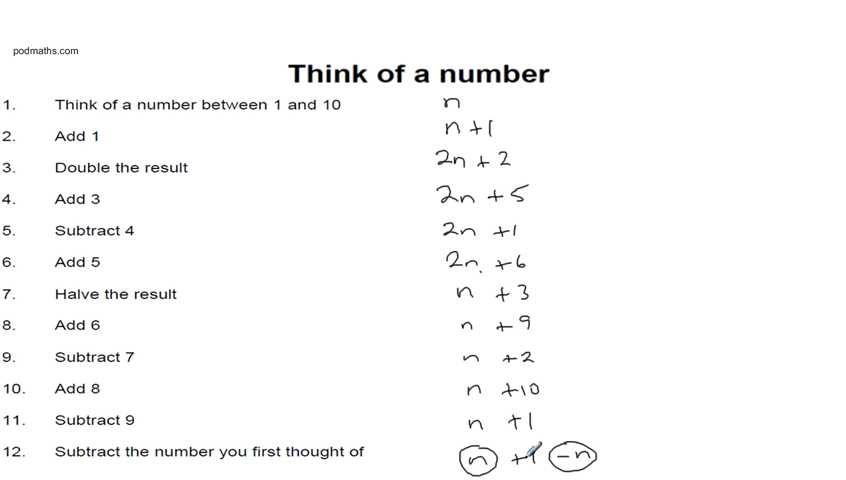 podmaths.com
Think of a number
1. Think of a number between 1 and 10 n
2. Add 1 n +1
3. Double the result 2n + 2
4. Add 3 2n + 5
5. Subtract 4 2n +1
6. Add 5 2n +6
7. Halve the result n + 3
8. Add 6 n + 9
9. Subtract 7 n +2
10. Add 8 n +10
11. Subtract 9 n +1
12. Subtract the number you first thought of n +1 -n